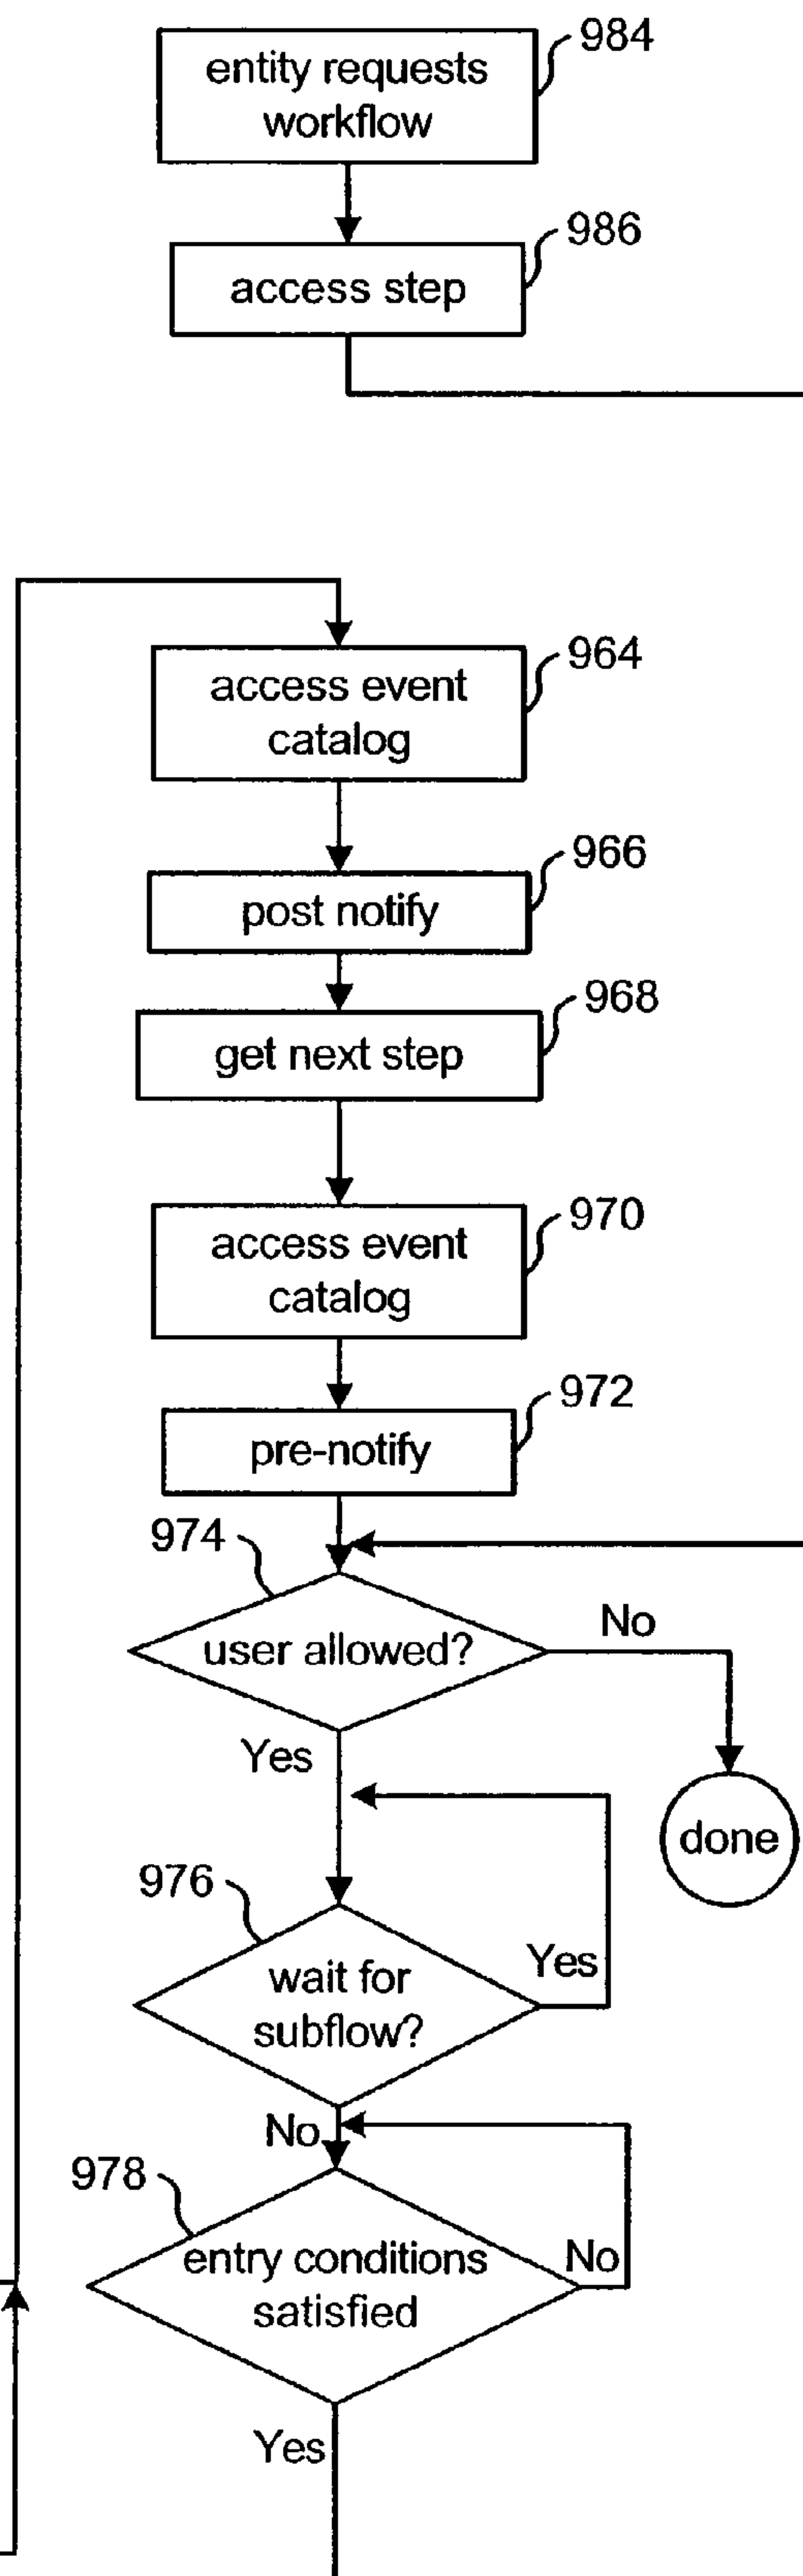 entity requests
workflow
984
access step
986
access event
catalog
964
post notify
966
get next step
968
access event
catalog
970
pre-notify
972
974
user allowed?
No
Yes
done
976
wait for
subflow?
Yes
No
978
entry conditions
satisfied
No
Yes